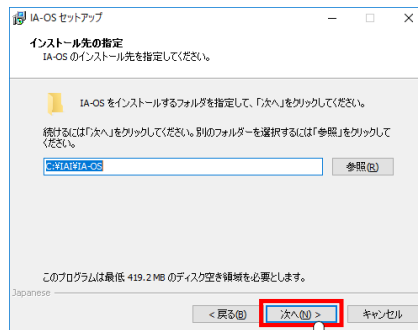 IA-OS セットアップ
インストール先の指定
IA-OS のインストール先を指定してください。
IA-OS をインストールするフォルダを指定して、「次へ」をクリックしてください。
続けるには「次へ」をクリックしてください。別のフォルダーを選択するには「参照」をクリックして
ください。
C:¥IAI¥IA-OS
参照(R)
このプログラムは最低 419.2 MB のディスク空き領域を必要とします。
Japanese
< 戻る(B)
次へ(N) >
キャンセル